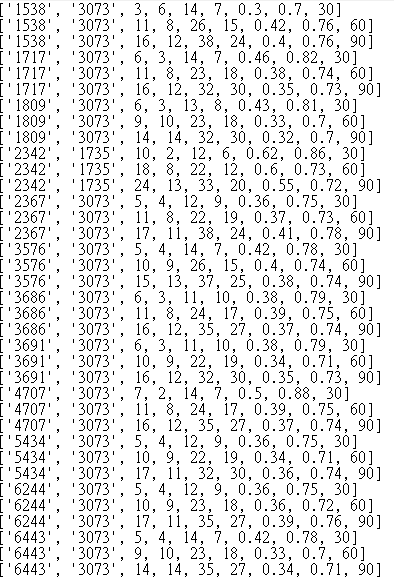 ['1538', '3073', 3, 6, 14, 7, 0.3, 0.7, 30]
['1538', '3073', 11, 8, 26, 15, 0.42, 0.76, 60]
['1538', '3073', 16, 12, 38, 24, 0.4, 0.76, 90]
['1717', '3073', 6, 3, 14, 7, 0.46, 0.82, 30]
['1717', '3073', 11, 8, 23, 18, 0.38, 0.74, 60]
['1717', '3073', 16, 12, 32, 30, 0.35, 0.73, 90]
['1809', '3073', 6, 3, 13, 8, 0.43, 0.81, 30]
['1809', '3073', 9, 10, 23, 18, 0.33, 0.7, 60]
['1809', '3073', 14, 14, 32, 30, 0.32, 0.7, 90]
['2342', '1735', 10, 2, 12, 6, 0.62, 0.86, 30]
['2342', '1735', 18, 8, 22, 12, 0.6, 0.73, 60]
['2342', '1735', 24, 13, 33, 20, 0.55, 0.72, 90]
['2367', '3073', 5, 4, 12, 9, 0.36, 0.75, 30]
['2367', '3073', 11, 8, 22, 19, 0.37, 0.73, 60]
['2367', '3073', 17, 11, 38, 24, 0.41, 0.78, 90]
['3576', '3073', 5, 4, 14, 7, 0.42, 0.78, 30]
['3576', '3073', 10, 9, 26, 15, 0.4, 0.74, 60]
['3576', '3073', 15, 13, 37, 25, 0.38, 0.74, 90]
['3686', '3073', 6, 3, 11, 10, 0.38, 0.79, 30]
['3686', '3073', 11, 8, 24, 17, 0.39, 0.75, 60]
['3686', '3073', 16, 12, 35, 27, 0.37, 0.74, 90]
['3691', '3073', 6, 3, 11, 10, 0.38, 0.79, 30]
['3691', '3073', 10, 9, 22, 19, 0.34, 0.71, 60]
['3691', '3073', 16, 12, 32, 30, 0.35, 0.73, 90]
['4707', '3073', 7, 2, 14, 7, 0.5, 0.88, 30]
['4707', '3073', 11, 8, 24, 17, 0.39, 0.75, 60]
['4707', '3073', 16, 12, 35, 27, 0.37, 0.74, 90]
['5434', '3073', 5, 4, 12, 9, 0.36, 0.75, 30]
['5434', '3073', 10, 9, 22, 19, 0.34, 0.71, 60]
['5434', '3073', 17, 11, 32, 30, 0.36, 0.74, 90]
['6244', '3073', 5, 4, 12, 9, 0.36, 0.75, 30]
['6244', '3073', 10, 9, 23, 18, 0.36, 0.72, 60]
['6244', '3073', 17, 11, 35, 27, 0.39, 0.76, 90]
['6443', '3073', 5, 4, 14, 7, 0.42, 0.78, 30]
['6443', '3073', 9, 10, 23, 18, 0.33, 0.7, 60]
['6443', '3073', 14, 14, 35, 27, 0.34, 0.71, 90]